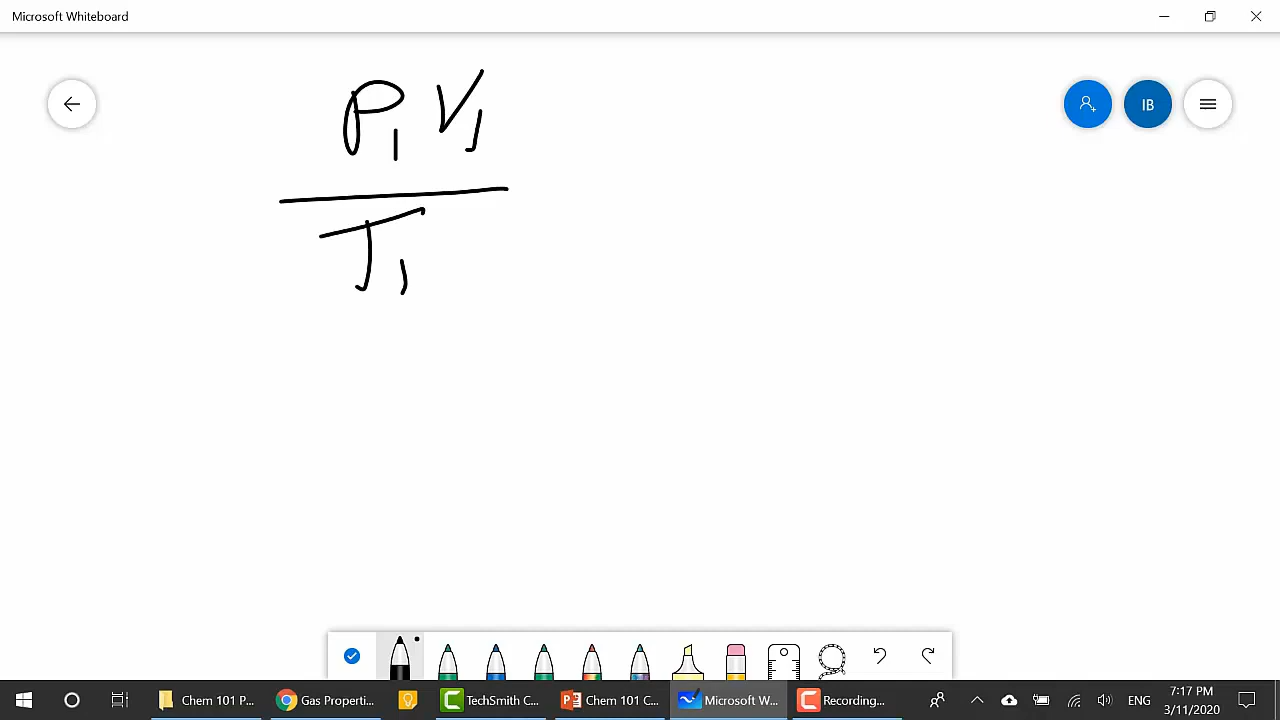 Microsoft Whiteboard
P₁ V₁
T₁
IB
Chem 101 P...
Gas Properti...
TechSmith C...
Chem 101 C...
Microsoft W...
Recording...
ENG
7:17 PM
3/11/2020